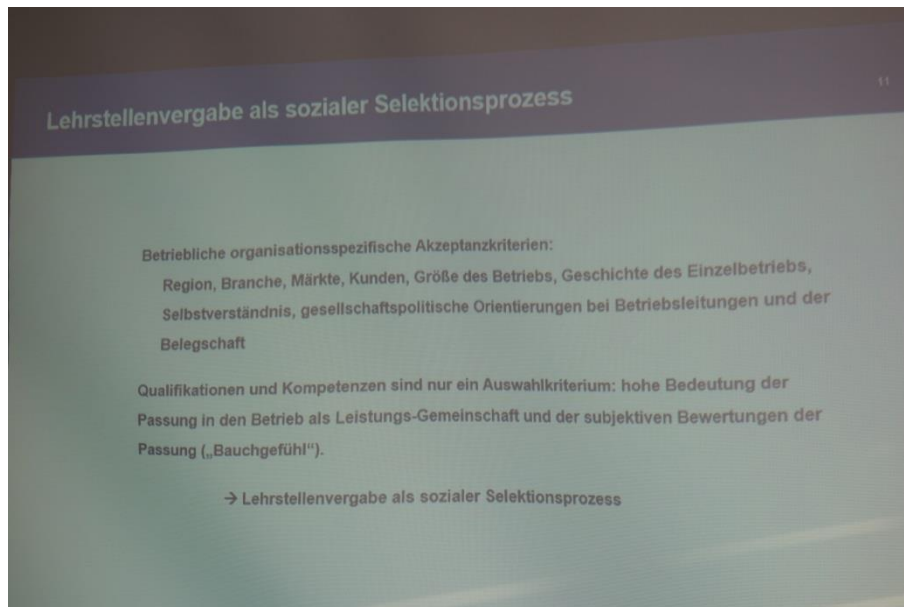 Lehrstellenvergabe als sozialer Selektionsprozess
11
Betriebliche organisationsspezifische Akzeptanzkriterien:
Region, Branche, Märkte, Kunden, Größe des Betriebs, Geschichte des Einzelbetriebs,
Selbstverständnis, gesellschaftspolitische Orientierungen bei Betriebsleitungen und der
Belegschaft
Qualifikationen und Kompetenzen sind nur ein Auswahlkriterium: hohe Bedeutung der
Passung in den Betrieb als Leistungs-Gemeinschaft und der subjektiven Bewertungen der
Passung („Bauchgefühl“).
→ Lehrstellenvergabe als sozialer Selektionsprozess